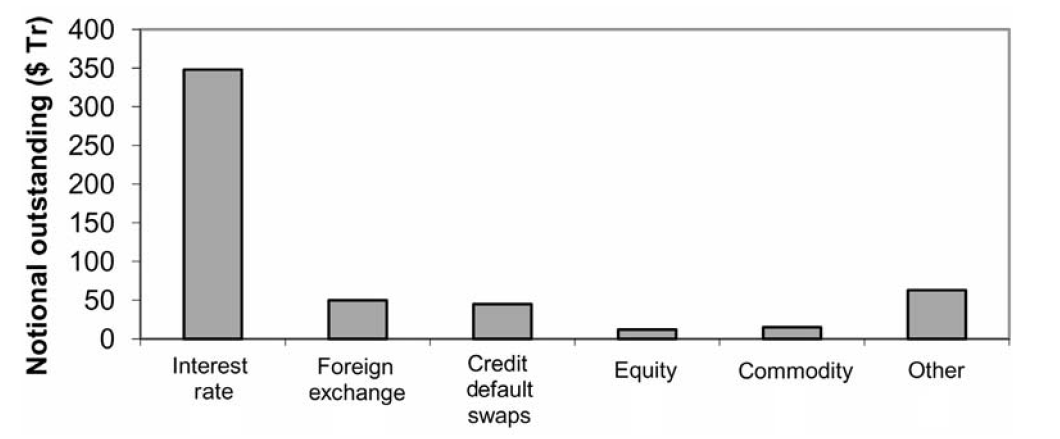 Notional outstanding ($ Tr)
400
350
300
250
200
150
100
50
0
Interest
rate
Foreign
exchange
Credit
default
swaps
Equity
Commodity
Other